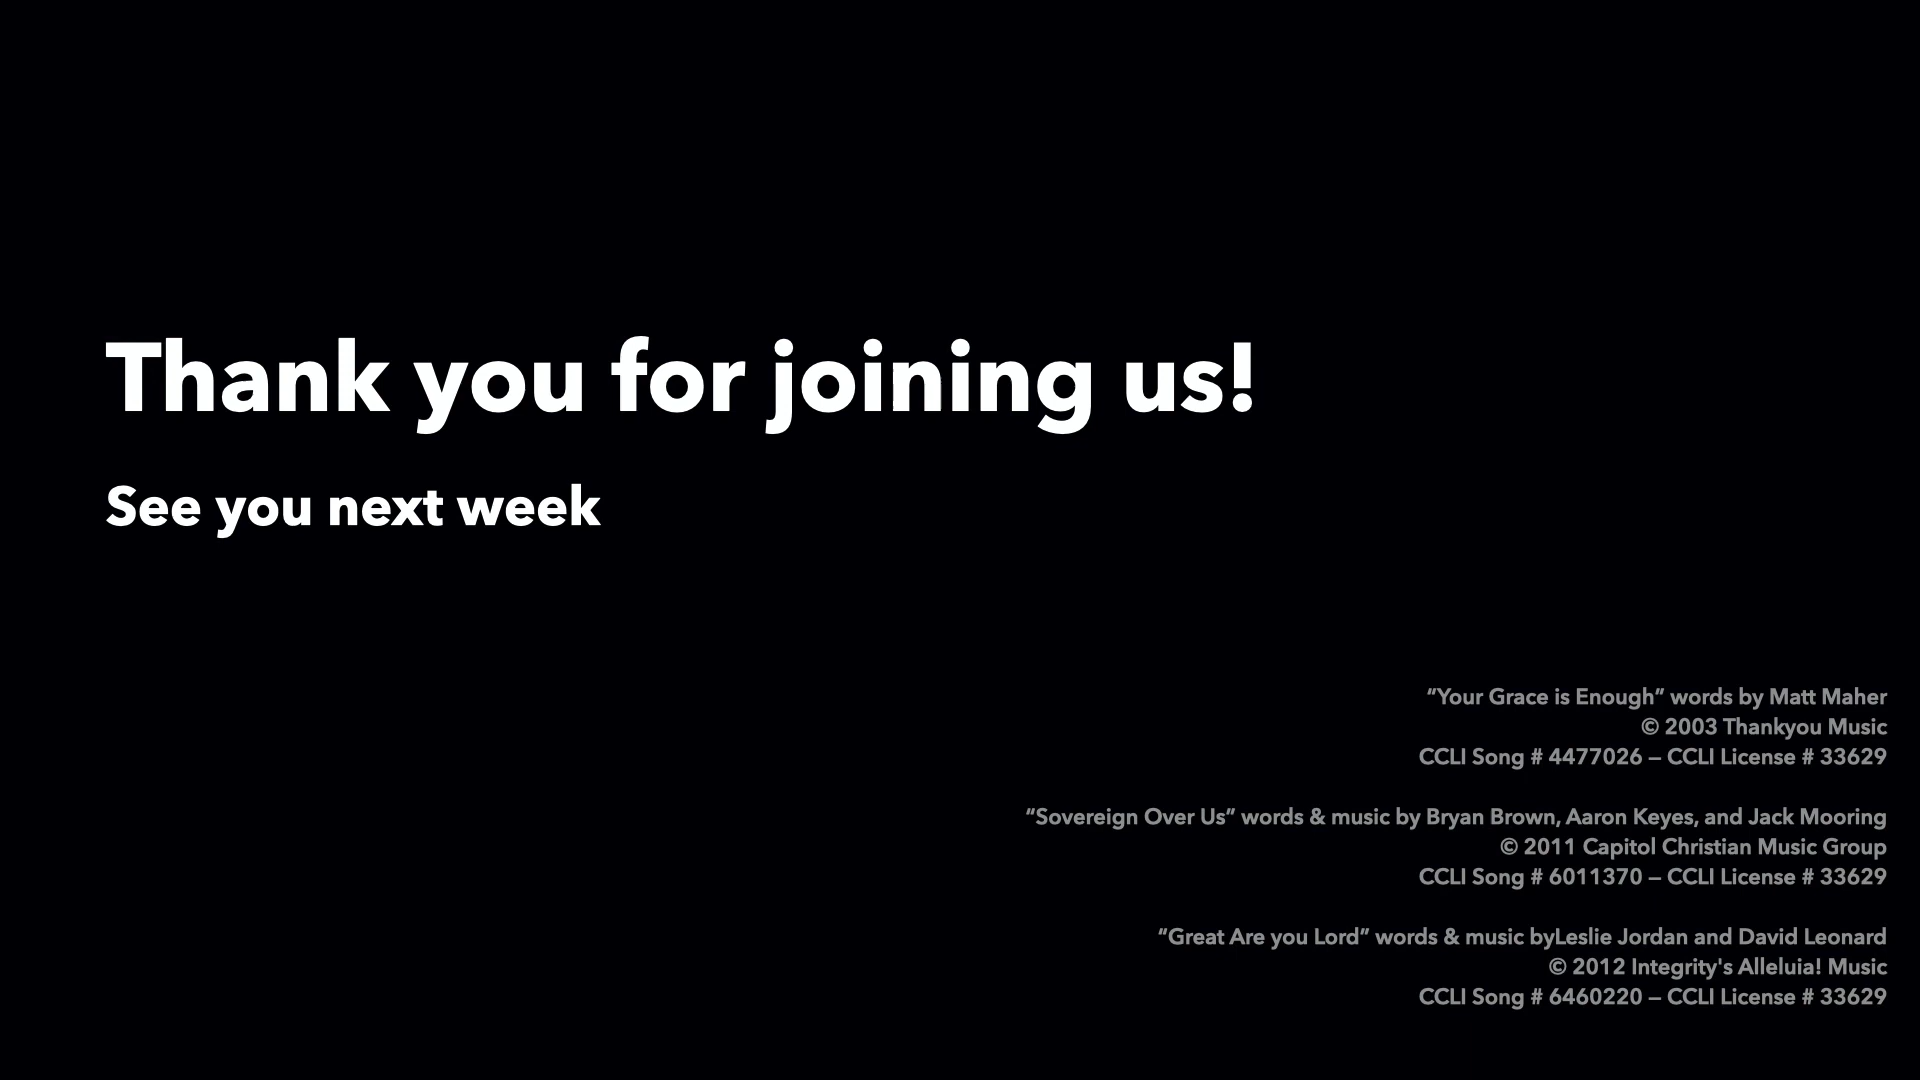 Thank you for joining us!
See you next week
“Your Grace is Enough” words by Matt Maher
© 2003 Thankyou Music
CCLI Song # 4477026 – CCLI License # 33629
“Sovereign Over Us” words & music by Bryan Brown, Aaron Keyes, and Jack Mooring
© 2011 Capitol Christian Music Group
CCLI Song # 6011370 – CCLI License # 33629
“Great Are you Lord” words & music byLeslie Jordan and David Leonard
© 2012 Integrity's Alleluia! Music
CCLI Song # 6460220 – CCLI License # 33629